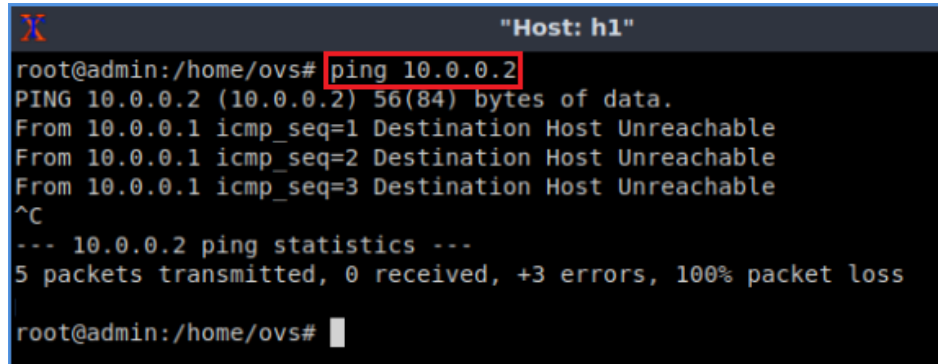 "Host: h1"
root@admin:/home/ovs# ping 10.0.0.2
PING 10.0.0.2 (10.0.0.2) 56(84) bytes of data.
From 10.0.0.1 icmp_seq=1 Destination Host Unreachable
From 10.0.0.1 icmp_seq=2 Destination Host Unreachable
From 10.0.0.1 icmp_seq=3 Destination Host Unreachable
^C
--- 10.0.0.2 ping statistics ---
5 packets transmitted, 0 received, +3 errors, 100% packet loss
root@admin:/home/ovs#